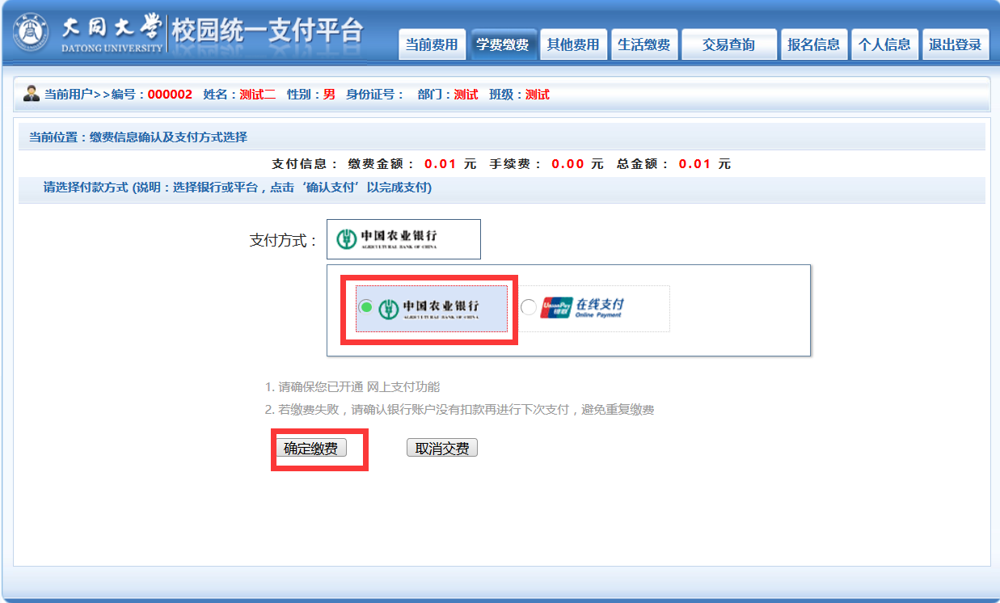 大同大学 校园统一支付平台
DATONG UNIVERSITY
当前费用 学费缴费 其他费用 生活缴费 交易查询 报名信息 个人信息 退出登录
当前用户>>编号：000002 姓名：测试二 性别：男 身份证号： 部门：测试 班级：测试
当前位置：缴费信息确认及支付方式选择
支付信息： 缴费金额： 0.01 元 手续费： 0.00 元 总金额： 0.01 元
请选择付款方式 (说明：选择银行或平台，点击‘确认支付’以完成支付)
支付方式：
中国农业银行
AGRICULTURAL BANK OF CHINA
中国农业银行
AGRICULTURAL BANK OF CHINA
UnionPay
银联
在线支付
Online Payment
1. 请确保您已开通 网上支付功能
2. 若缴费失败，请确认银行账户没有扣款再进行下次支付，避免重复缴费
确定缴费 取消交费